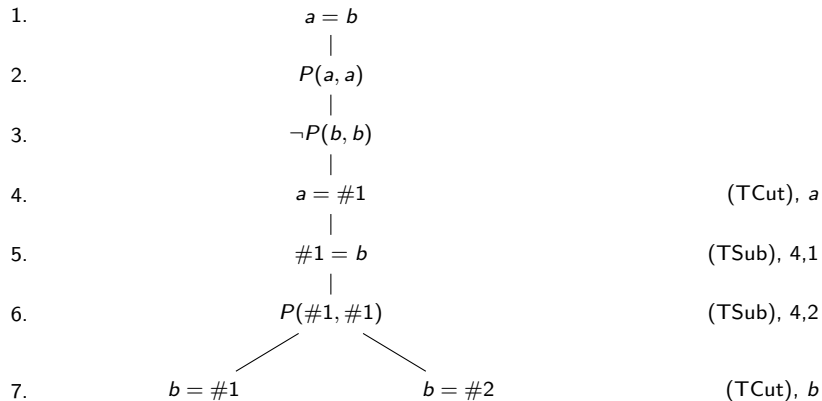 1. a = b
2. P(a, a)
3. ¬P(b, b)
4. a = #1 (TCut), a
5. #1 = b (TSub), 4,1
6. P(#1, #1) (TSub), 4,2
7. b = #1 b = #2 (TCut), b